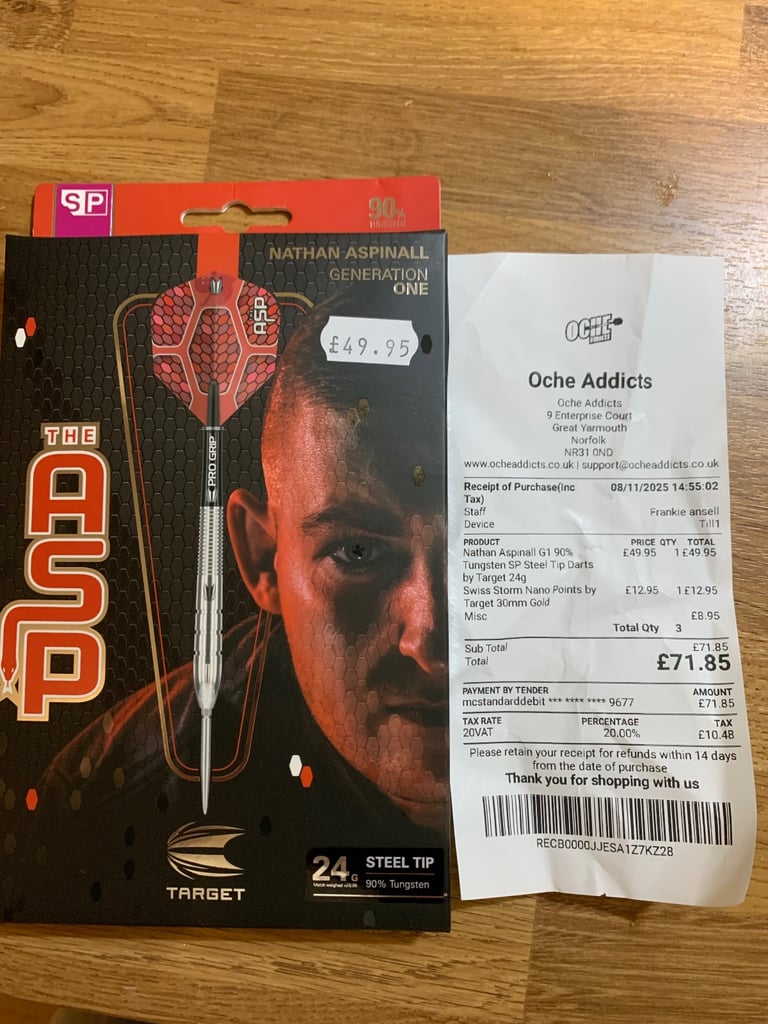 SP
90%
TUNGSTEN
NATHAN ASPINALL
GENERATION
ONE
THE
ASP
£49.95
PRO GRIP
THE
ASP
TARGET
24G
STEEL TIP
90% Tungsten
OCHE
ADDICTS
Oche Addicts
Oche Addicts
9 Enterprise Court
Great Yarmouth
Norfolk
NR31 0ND
www.ocheaddicts.co.uk | support@ocheaddicts.co.uk
Receipt of Purchase(Inc Tax) 08/11/2025 14:55:02
Staff Frankie ansell
Device Till1
PRODUCT PRICE QTY TOTAL
Nathan Aspinall G1 90% £49.95 1 £49.95
Tungsten SP Steel Tip Darts
by Target 24g
Swiss Storm Nano Points by £12.95 1 £12.95
Target 30mm Gold
Misc £8.95
Total Qty 3
Sub Total £71.85
Total £71.85
PAYMENT BY TENDER AMOUNT
mcstandarddebit *** **** **** 9677 £71.85
TAX RATE PERCENTAGE TAX
20VAT 20.00% £10.48
Please retain your receipt for refunds within 14 days
from the date of purchase
Thank you for shopping with us
RECB0000JJESA1Z7KZ28